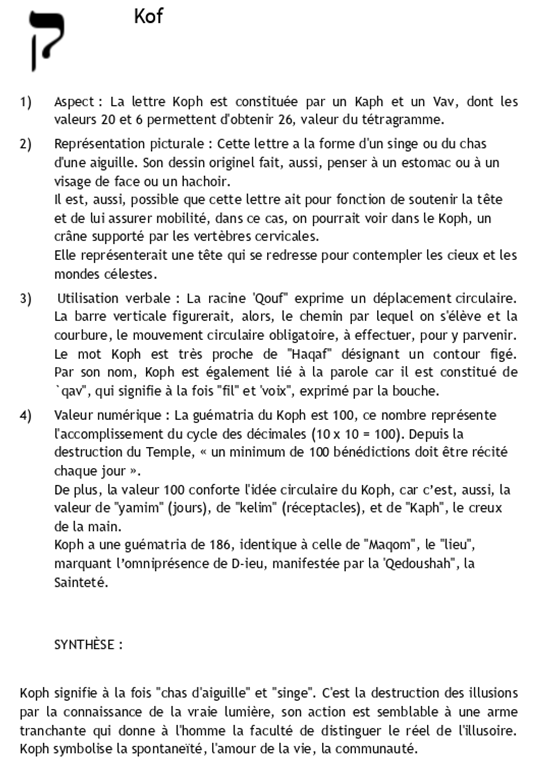 ק
Kof
1) Aspect : La lettre Koph est constituée par un Kaph et un Vav, dont les
valeurs 20 et 6 permettent d'obtenir 26, valeur du tétragramme.
2) Représentation picturale : Cette lettre a la forme d'un singe ou du chas
d'une aiguille. Son dessin originel fait, aussi, penser à un estomac ou à un
visage de face ou un hachoir.
Il est, aussi, possible que cette lettre ait pour fonction de soutenir la tête
et de lui assurer mobilité, dans ce cas, on pourrait voir dans le Koph, un
crâne supporté par les vertèbres cervicales.
Elle représenterait une tête qui se redresse pour contempler les cieux et les
mondes célestes.
3) Utilisation verbale : La racine 'Qouf" exprime un déplacement circulaire.
La barre verticale figurerait, alors, le chemin par lequel on s'élève et la
courbure, le mouvement circulaire obligatoire, à effectuer, pour y parvenir.
Le mot Koph est très proche de "Haqaf" désignant un contour figé.
Par son nom, Koph est également lié à la parole car il est constitué de
`qav", qui signifie à la fois "fil" et 'voix", exprimé par la bouche.
4) Valeur numérique : La guématria du Koph est 100, ce nombre représente
l'accomplissement du cycle des décimales (10 x 10 = 100). Depuis la
destruction du Temple, « un minimum de 100 bénédictions doit être récité
chaque jour ».
De plus, la valeur 100 conforte l'idée circulaire du Koph, car c’est, aussi, la
valeur de "yamim" (jours), de "kelim" (réceptacles), et de "Kaph", le creux
de la main.
Koph a une guématria de 186, identique à celle de "Maqom", le "lieu",
marquant l’omniprésence de D-ieu, manifestée par la 'Qedoushah", la
Sainteté.
SYNTHÈSE :
Koph signifie à la fois "chas d'aiguille" et "singe". C'est la destruction des illusions
par la connaissance de la vraie lumière, son action est semblable à une arme
tranchante qui donne à l'homme la faculté de distinguer le réel de l'illusoire.
Koph symbolise la spontaneïté, l'amour de la vie, la communauté.